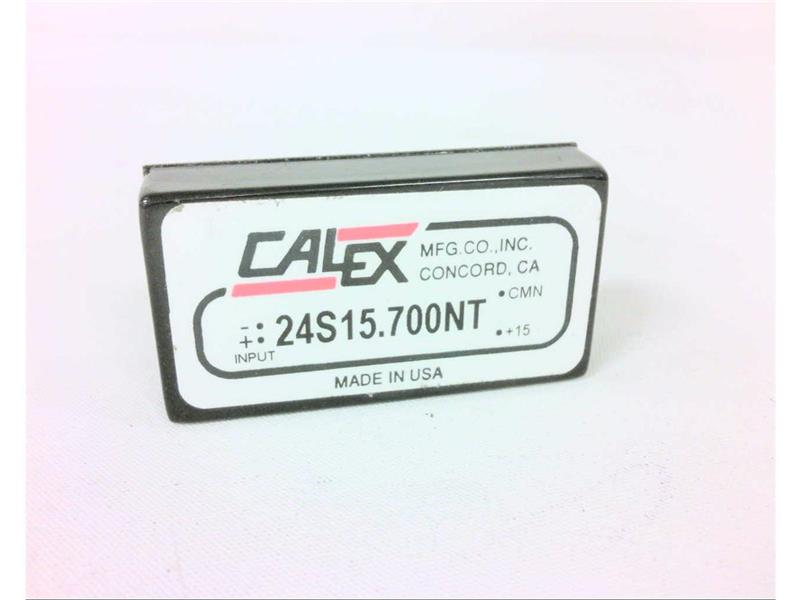 CALEX
MFG.CO.,INC.
CONCORD, CA
- • • CMN
+ • 24S15.700NT
INPUT • +15
MADE IN USA